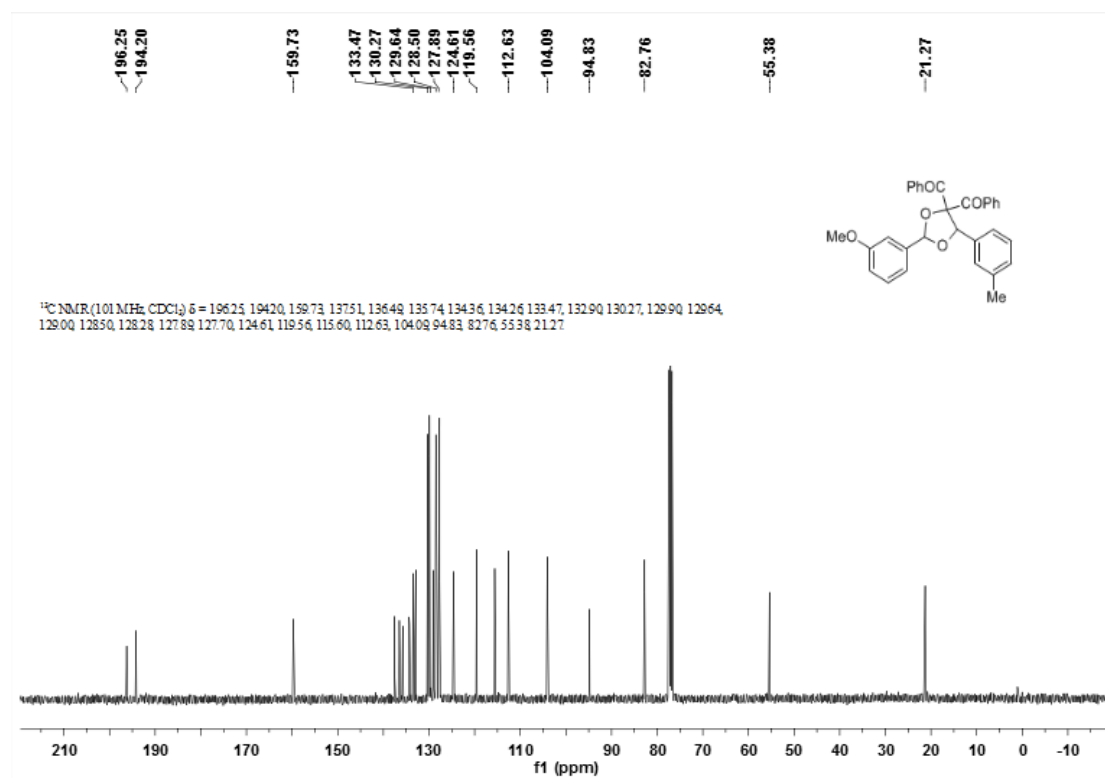 196.25
194.20
159.73
133.47
130.27
129.64
128.50
127.89
124.61
119.56
112.63
104.09
94.83
82.76
55.38
21.27
PhOC
COPh
O
MeO
O
Me
¹³C NMR (101 MHz, CDCl₃) δ = 196.25, 194.20, 159.73, 137.51, 136.49, 135.74, 134.36, 134.26, 133.47, 132.90, 130.27, 129.90, 129.64,
129.00, 128.50, 128.28, 127.89, 127.70, 124.61, 119.56, 115.60, 112.63, 104.09, 94.83, 82.76, 55.38, 21.27.
210 190 170 150 130 110 90 80 70 60 50 40 30 20 10 0 -10
f1 (ppm)